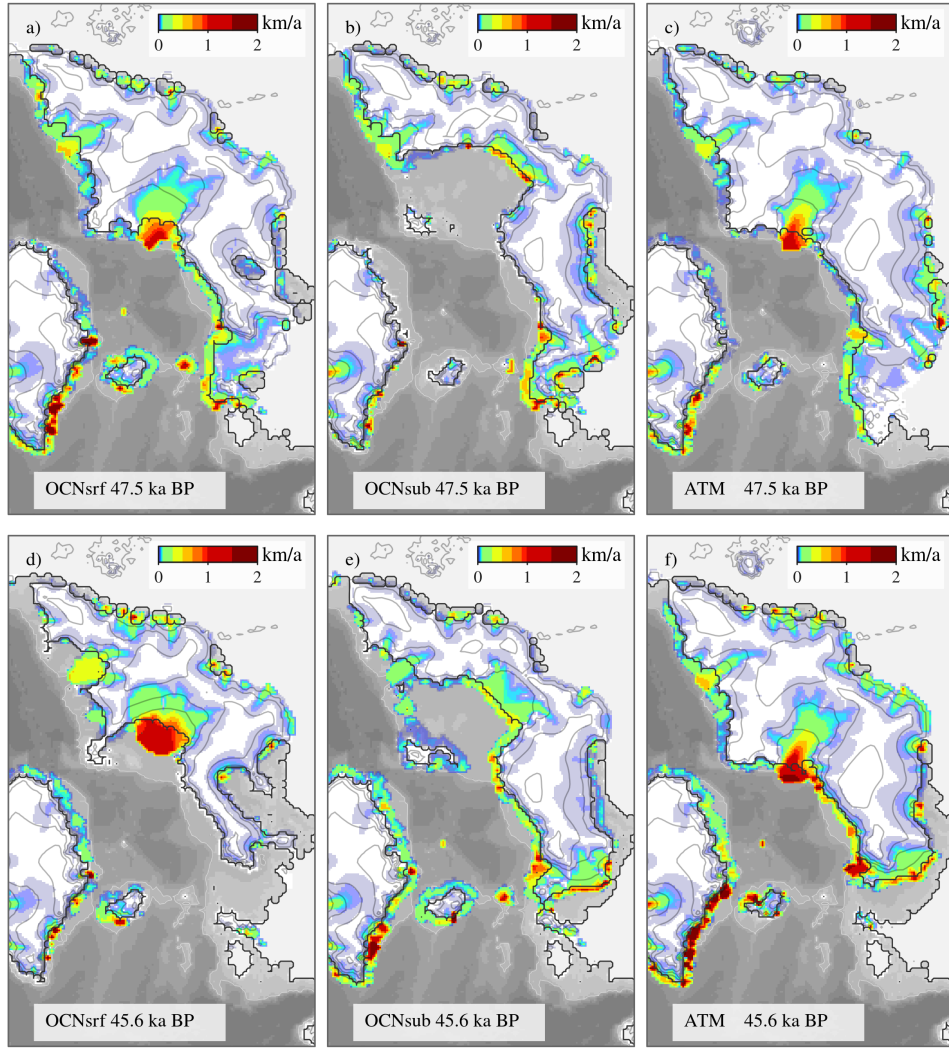 a)
km/a
0 1 2
OCNsrf 47.5 ka BP
b)
km/a
0 1 2
OCNsub 47.5 ka BP
c)
km/a
0 1 2
ATM 47.5 ka BP
d)
km/a
0 1 2
OCNsrf 45.6 ka BP
e)
km/a
0 1 2
OCNsub 45.6 ka BP
f)
km/a
0 1 2
ATM 45.6 ka BP